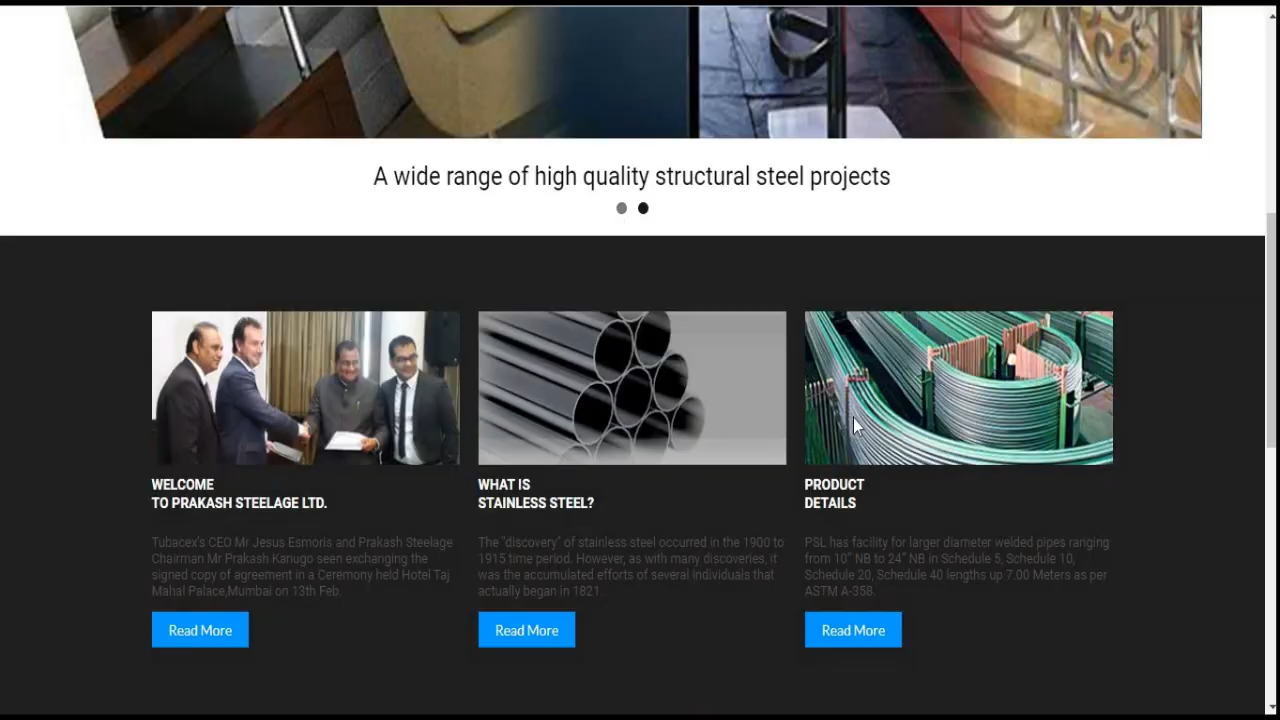 A wide range of high quality structural steel projects
WELCOME
TO PRAKASH STEELAGE LTD.
Tubacex's CEO Mr Jesus Esmoris and Prakash Steelage
Chairman Mr Prakash Kanugo seen exchanging the
signed copy of agreement in a Ceremony held Hotel Taj
Mahal Palace,Mumbai on 13th Feb.
Read More
WHAT IS
STAINLESS STEEL?
The "discovery" of stainless steel occurred in the 1900 to
1915 time period. However, as with many discoveries, it
was the accumulated efforts of several individuals that
actually began in 1821.
Read More
PRODUCT
DETAILS
PSL has facility for larger diameter welded pipes ranging
from 10" NB to 24" NB in Schedule 5, Schedule 10,
Schedule 20, Schedule 40 lengths up 7.00 Meters as per
ASTM A-358.
Read More